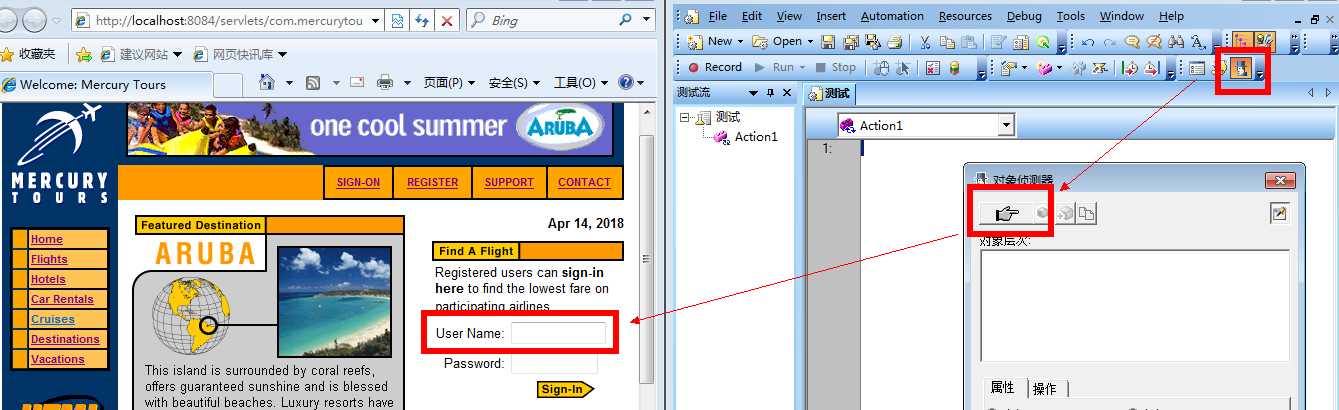 http://localhost:8084/servlets/com.mercurytou
Bing
收藏夹
建议网站
网页快讯库
Welcome: Mercury Tours
页面(P)
安全(S)
工具(O)
one cool summer
ARUBA
MERCURY
TOURS
SIGN-ON
REGISTER
SUPPORT
CONTACT
Home
Flights
Hotels
Car Rentals
Cruises
Destinations
Vacations
Featured Destination
ARUBA
This island is surrounded by coral reefs,
offers guaranteed sunshine and is blessed
with beautiful beaches. Luxury resorts have
Apr 14, 2018
Find A Flight
Registered users can sign-in
here to find the lowest fare on
participating airlines
User Name:
Password:
Sign-In
File Edit View Insert Automation Resources Debug Tools Window Help
New Open
Record Run Stop
测试流
测试
Action1
测试
Action1
1:
对象侦测器
对象层次:
属性
操作